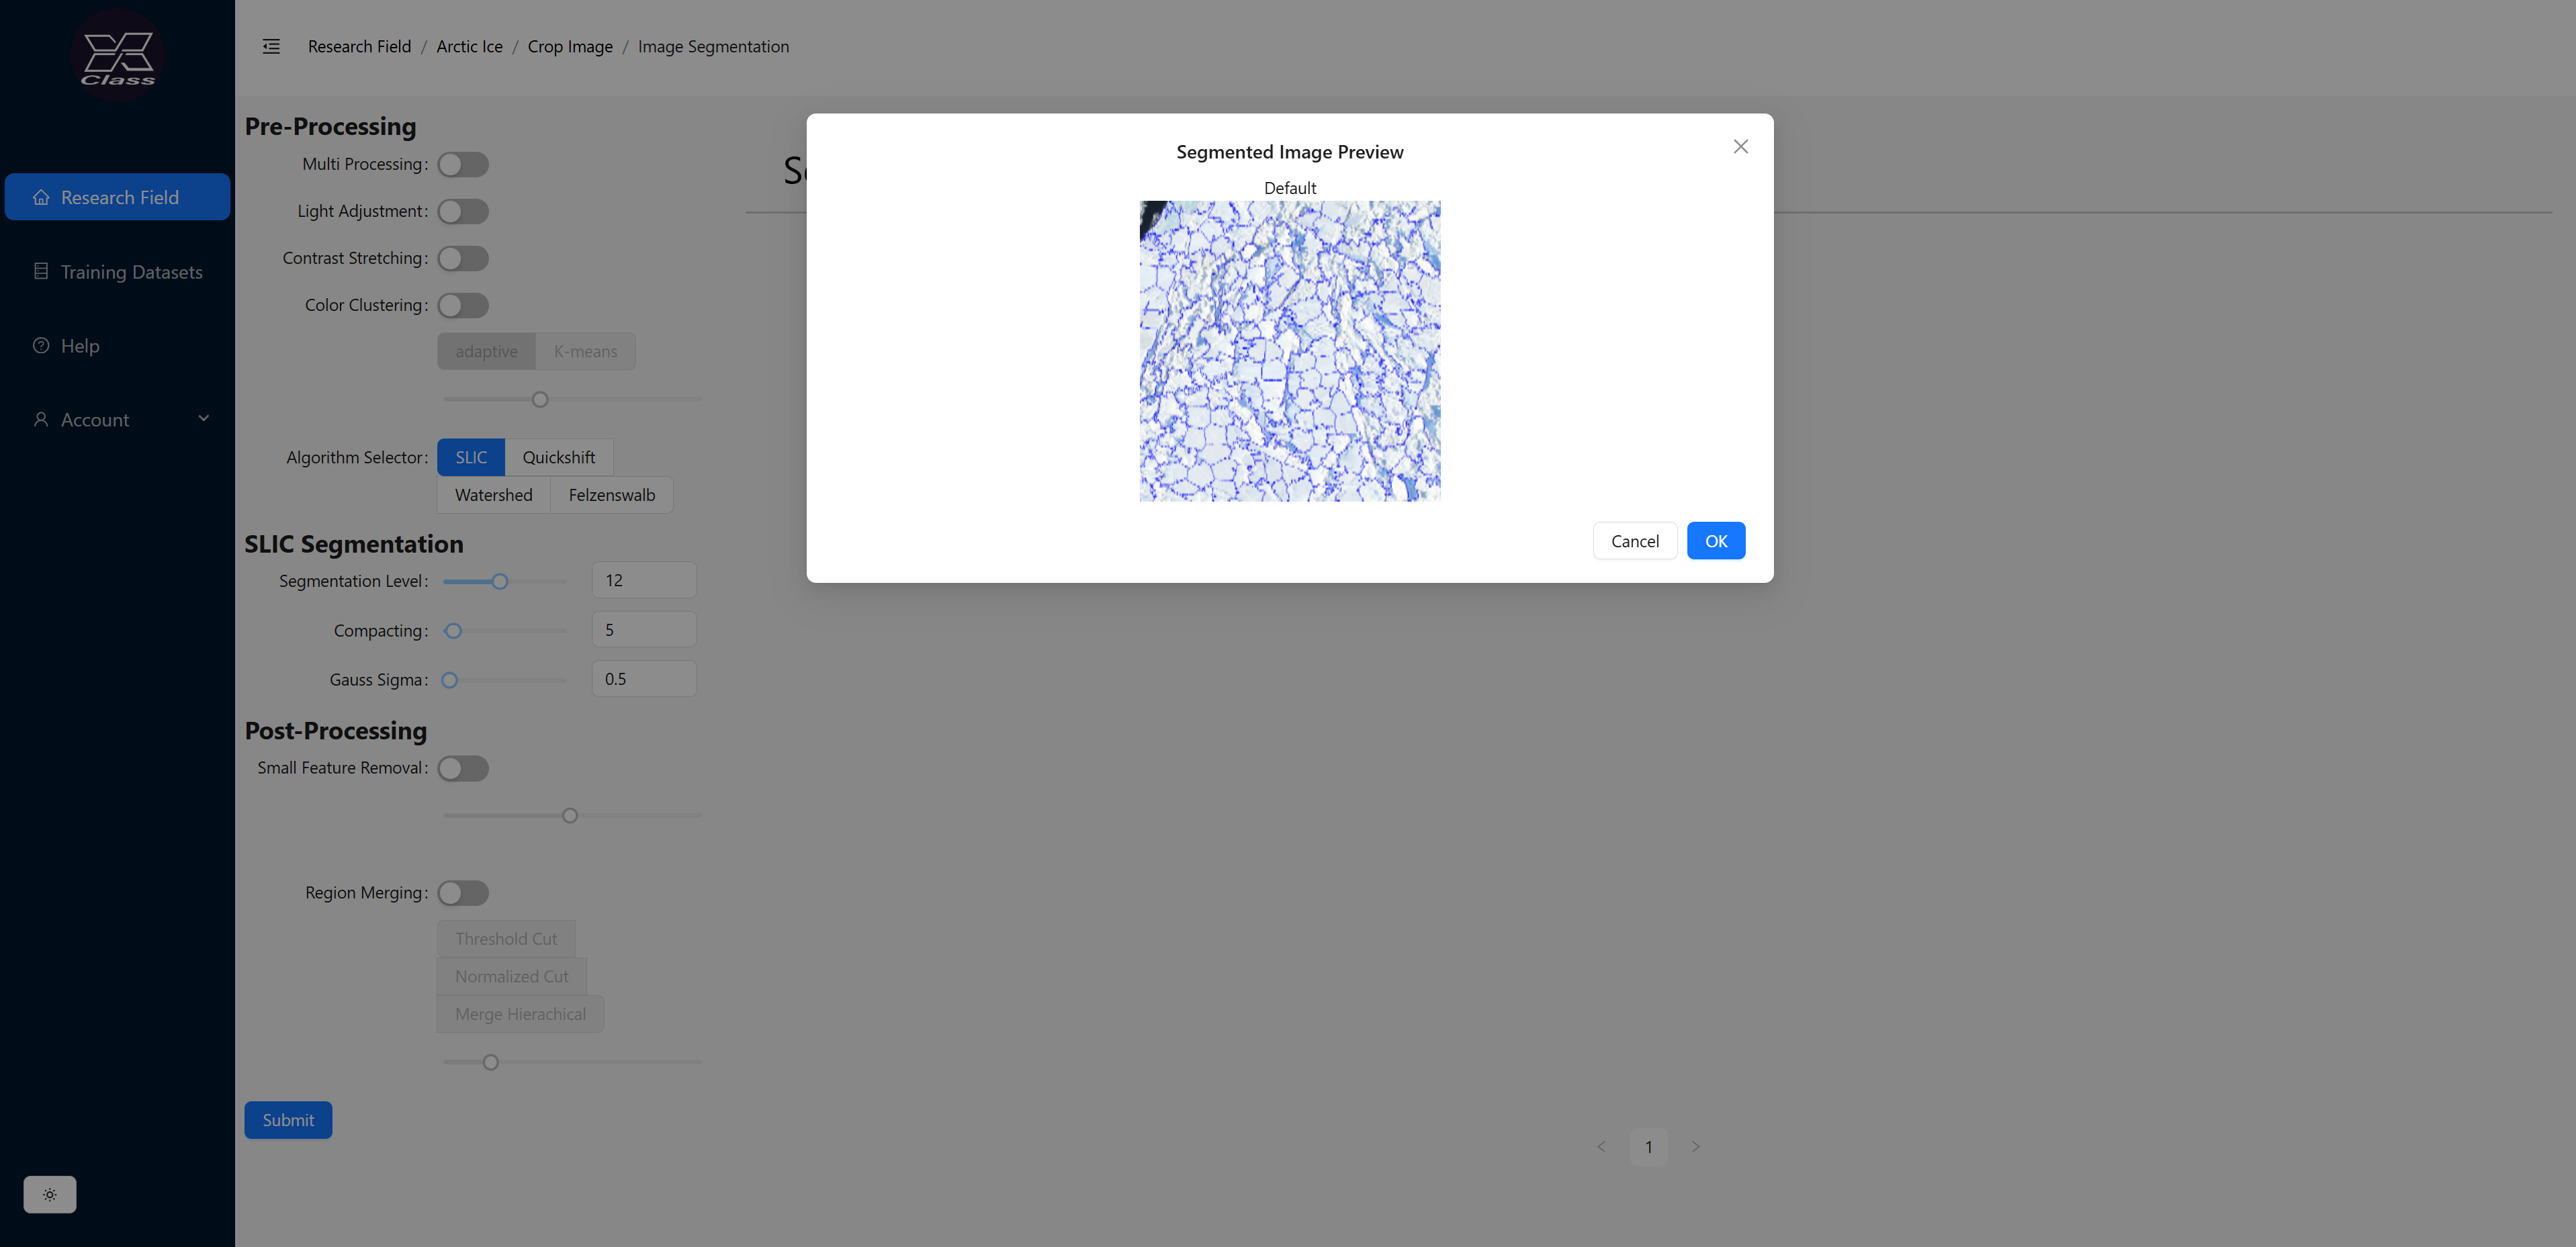 Class
Research Field
Training Datasets
Help
Account
Research Field / Arctic Ice / Crop Image / Image Segmentation
Pre-Processing
Multi Processing:
Light Adjustment:
Contrast Stretching:
Color Clustering:
adaptive K-means
Algorithm Selector: SLIC Quickshift
Watershed Felzenswalb
SLIC Segmentation
Segmentation Level: 12
Compacting: 5
Gauss Sigma: 0.5
Post-Processing
Small Feature Removal:
Region Merging:
Threshold Cut
Normalized Cut
Merge Hierachical
Submit
Segmented Image Preview
Default
Cancel OK
< 1 >